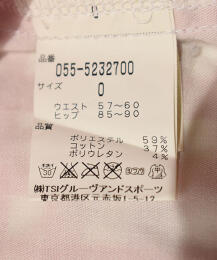 品番
055-5232700
サイズ
0
ウエスト 57~60
ヒップ 85~90
品質
ポリエステル 59%
コットン 37%
ポリウレタン 4%
㈱TSIグルーヴアンドスポーツ
東京都港区元赤坂1-5-12